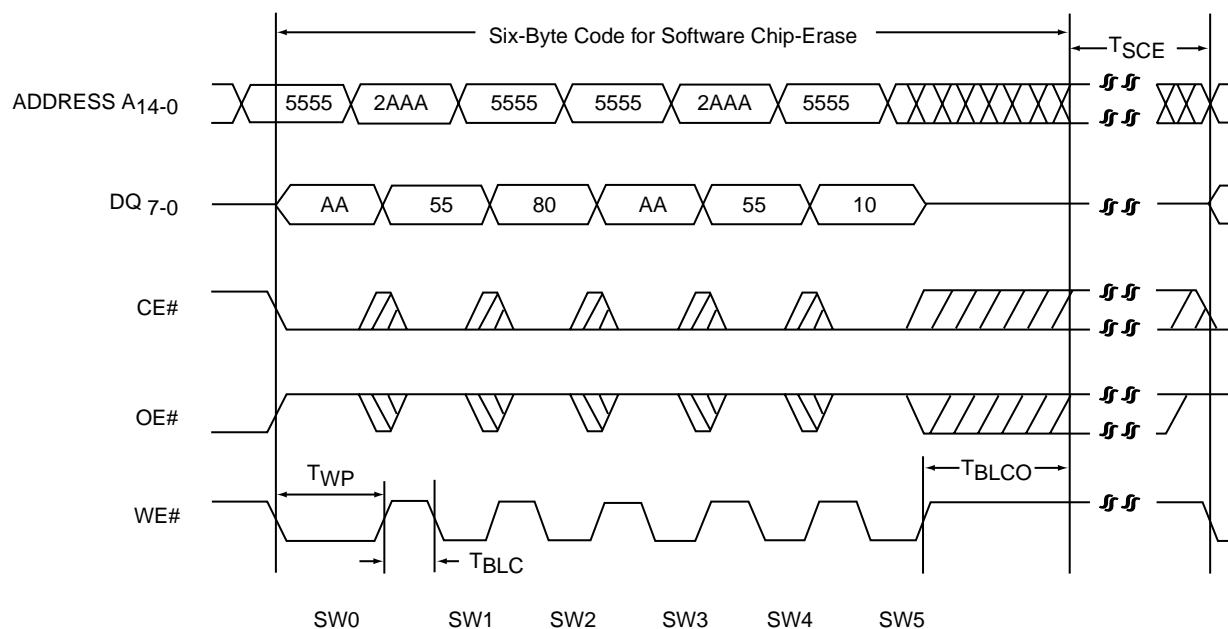 Six-Byte Code for Software Chip-Erase
TSCE
ADDRESS A14-0
5555 2AAA 5555 5555 2AAA 5555
DQ 7-0
AA 55 80 AA 55 10
CE#
OE#
TWP
TBLCO
WE#
TBLC
SW0 SW1 SW2 SW3 SW4 SW5